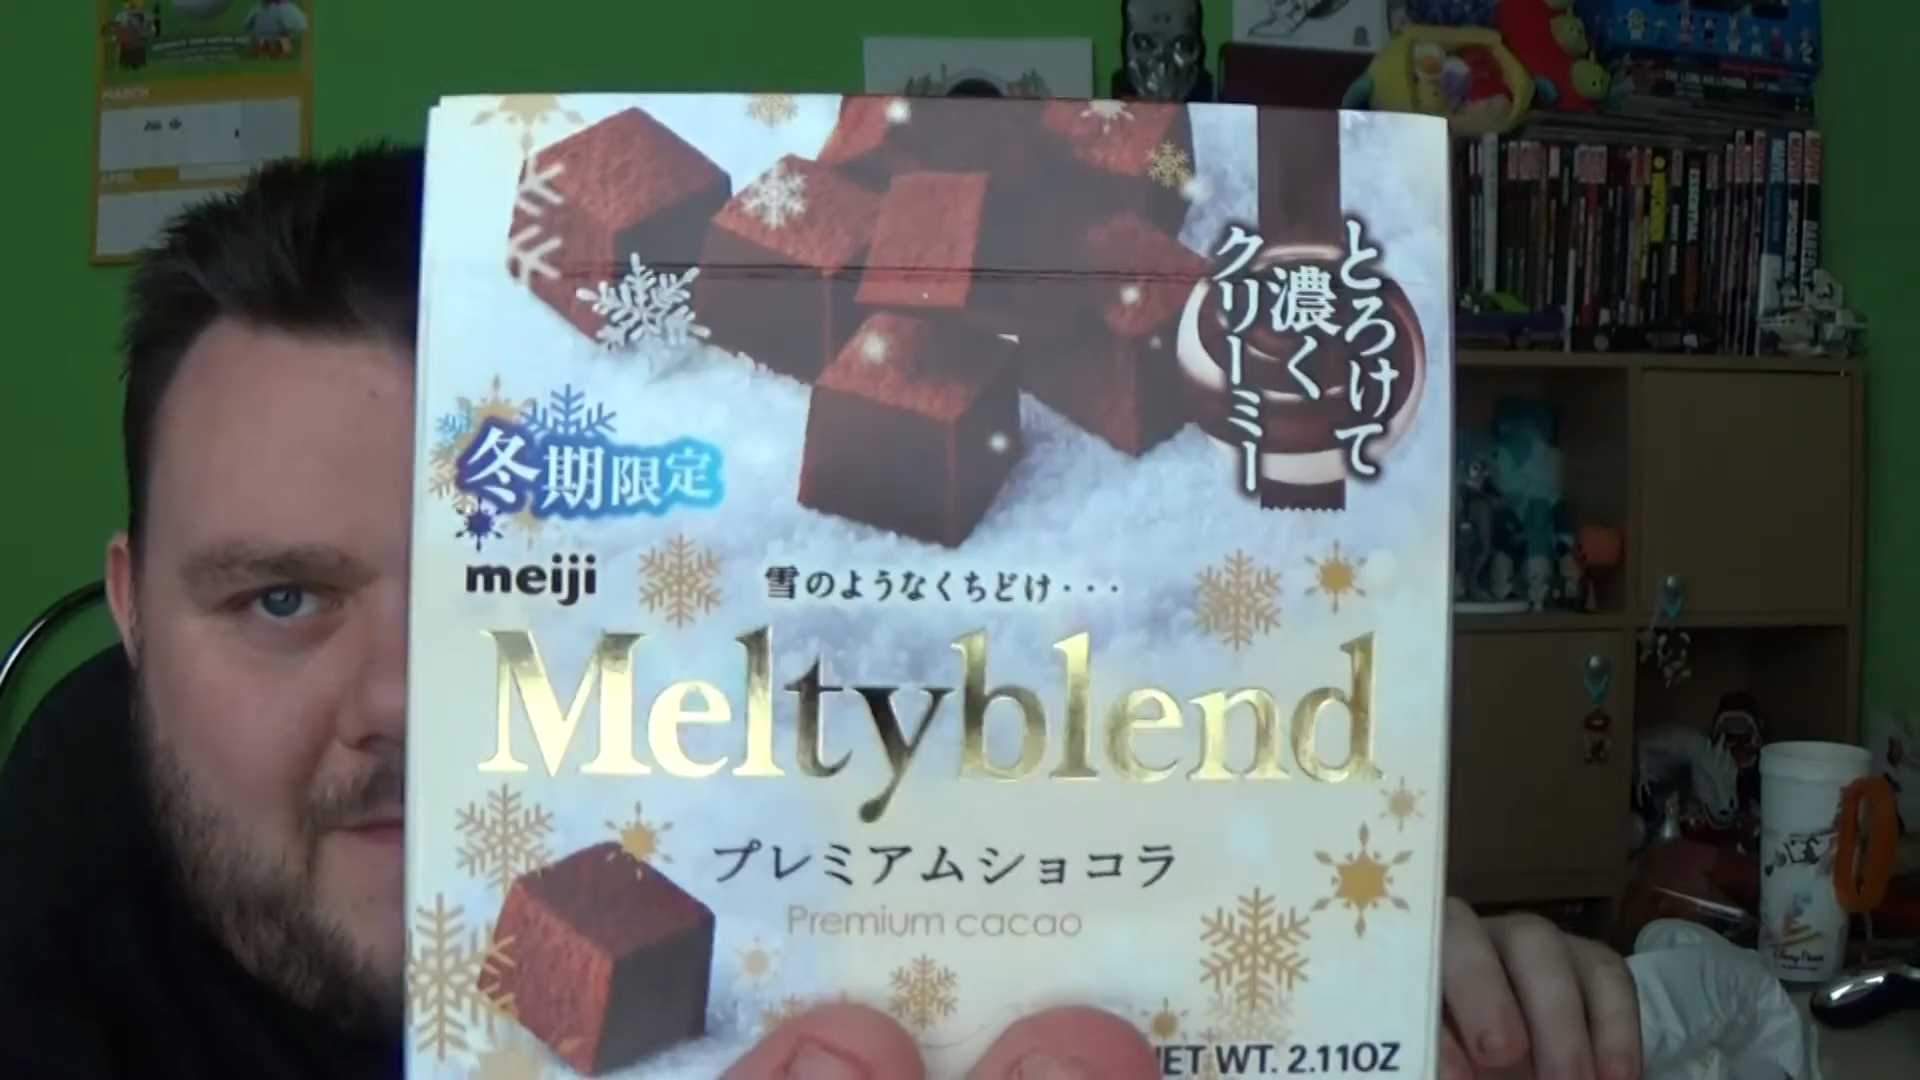 MARCH
とろけて
濃く
クリーミー
冬期限定
meiji
雪のようなくちどけ・・・
Meltyblend
プレミアムショコラ
Premium cacao
ET WT. 2.11OZ